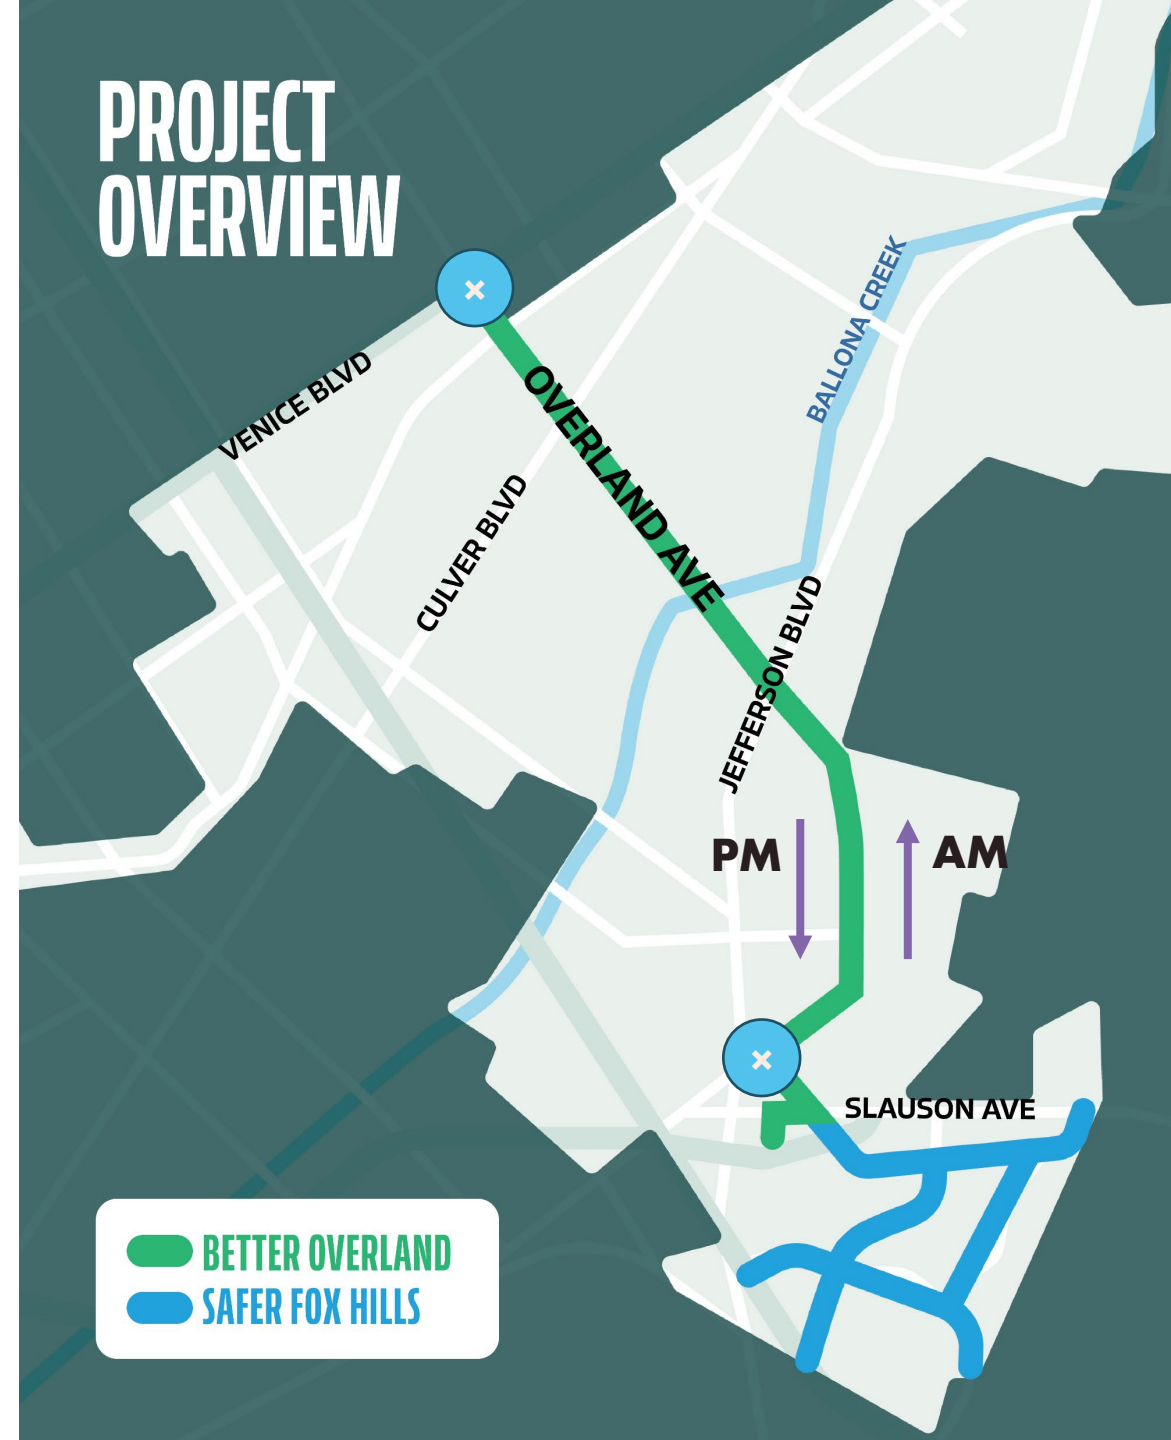 PROJECT
OVERVIEW
VENICE BLVD
OVERLAND AVE
CULVER BLVD
BALLONA CREEK
JEFFERSON BLVD
PM
AM
SLAUSON AVE
BETTER OVERLAND
SAFER FOX HILLS